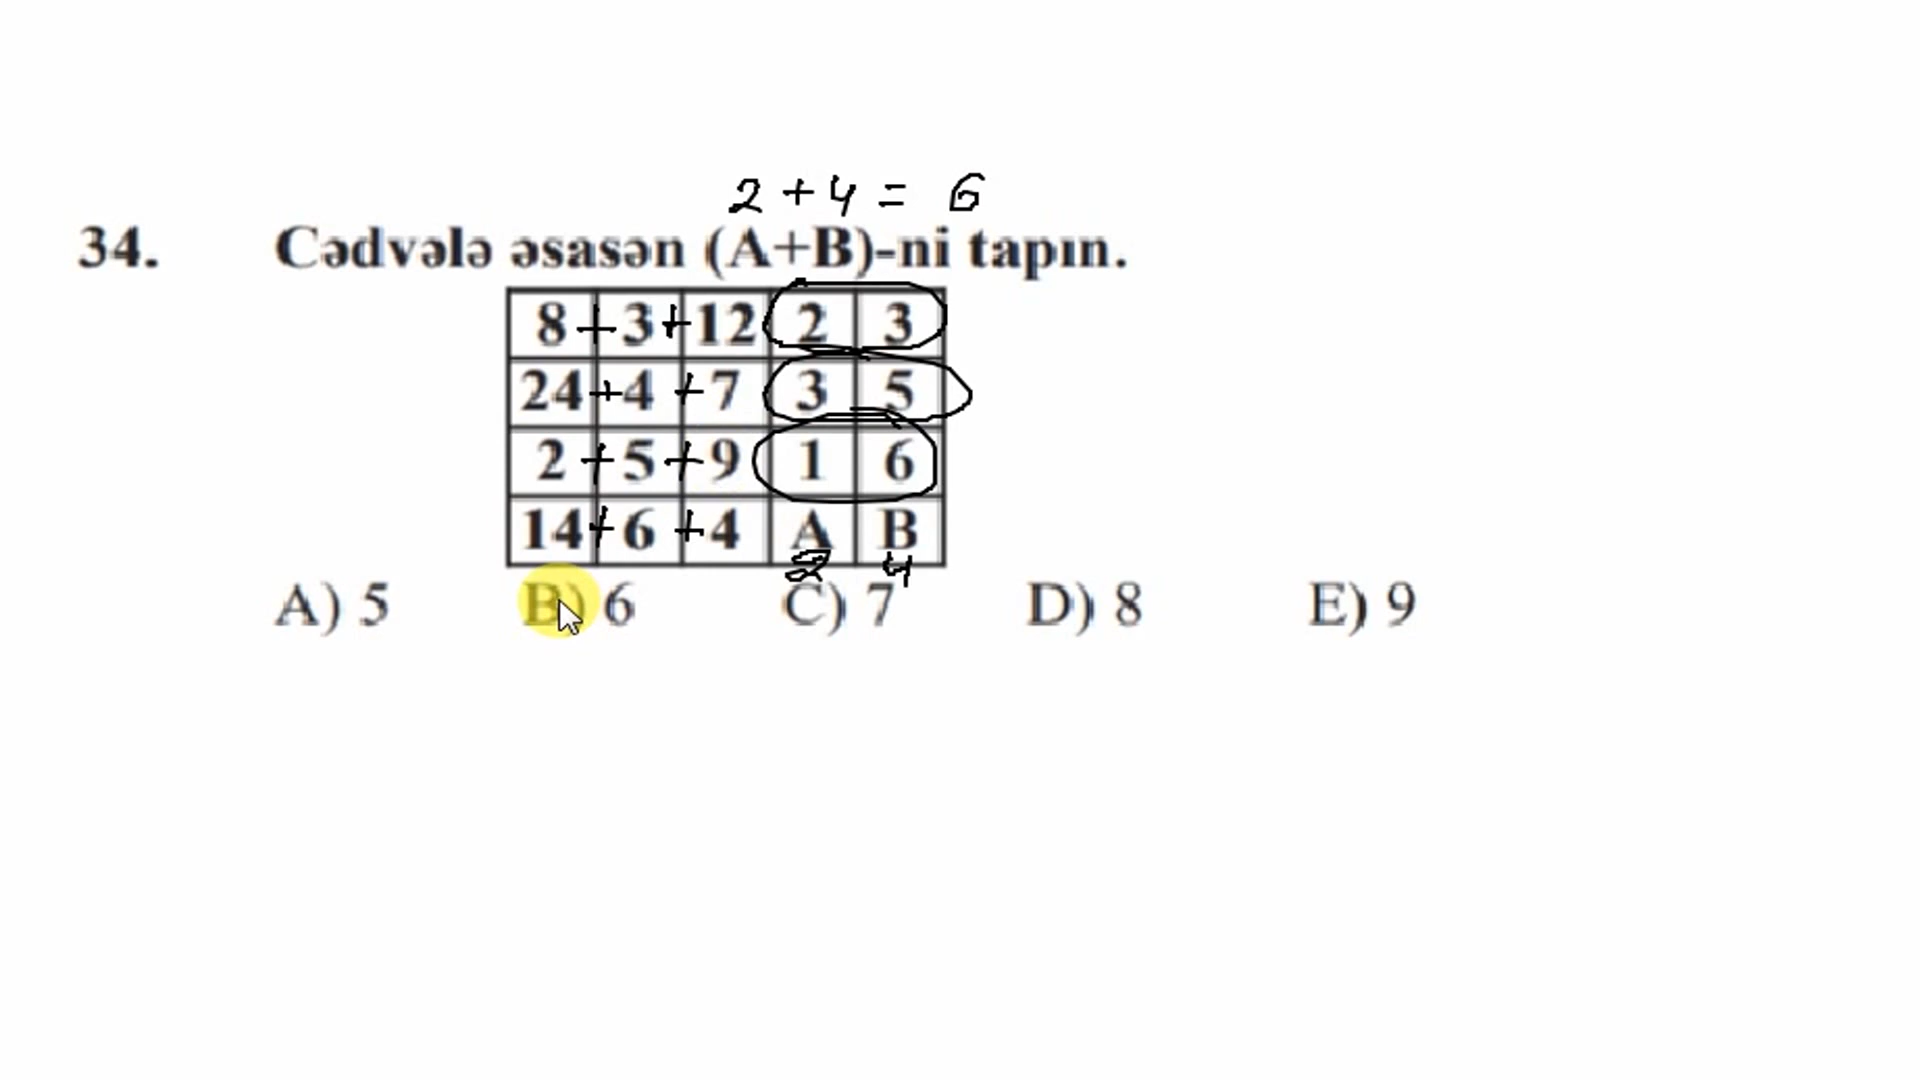 2 + 4 = 6
34. Cədvələ əsasən (A+B)-ni tapın.
8 + 3 + 12 2 3
24 + 4 + 7 3 5
2 + 5 + 9 1 6
14 + 6 + 4 A B
2 4
A) 5 B) 6 C) 7 D) 8 E) 9